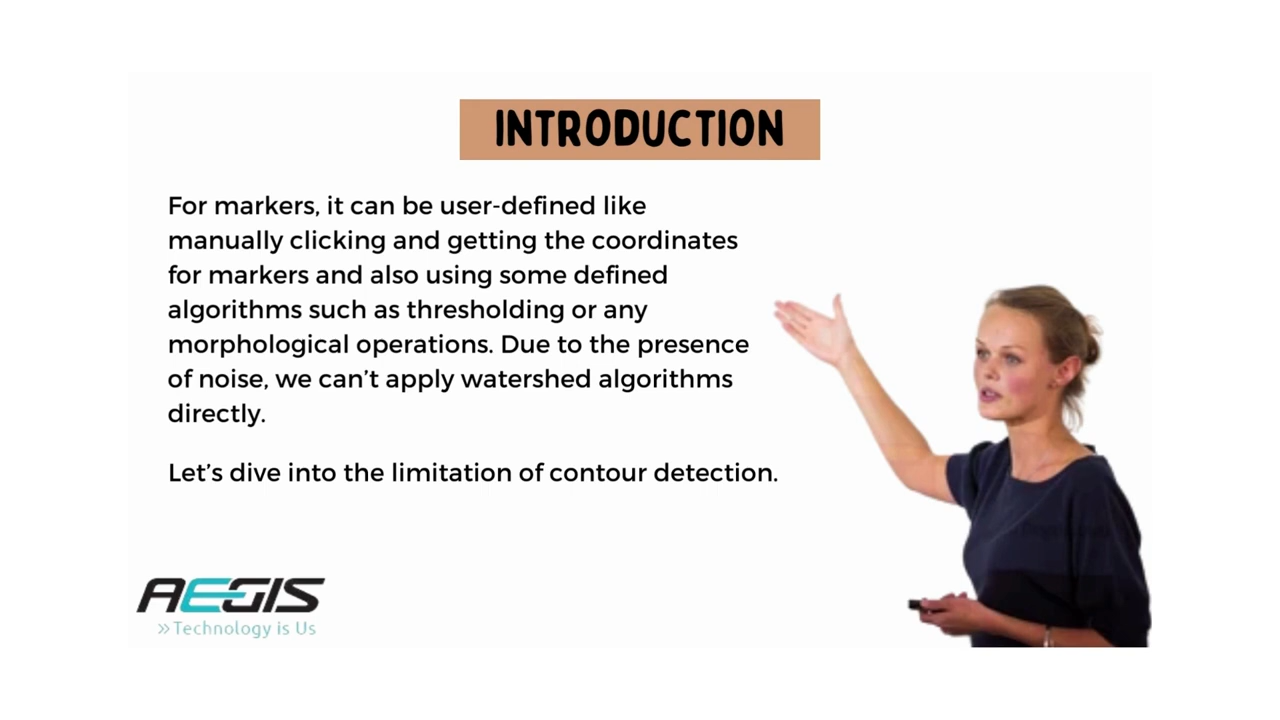 INTRODUCTION
For markers, it can be user-defined like
manually clicking and getting the coordinates
for markers and also using some defined
algorithms such as thresholding or any
morphological operations. Due to the presence
of noise, we can’t apply watershed algorithms
directly.
Let’s dive into the limitation of contour detection.
AEGIS
»Technology is Us